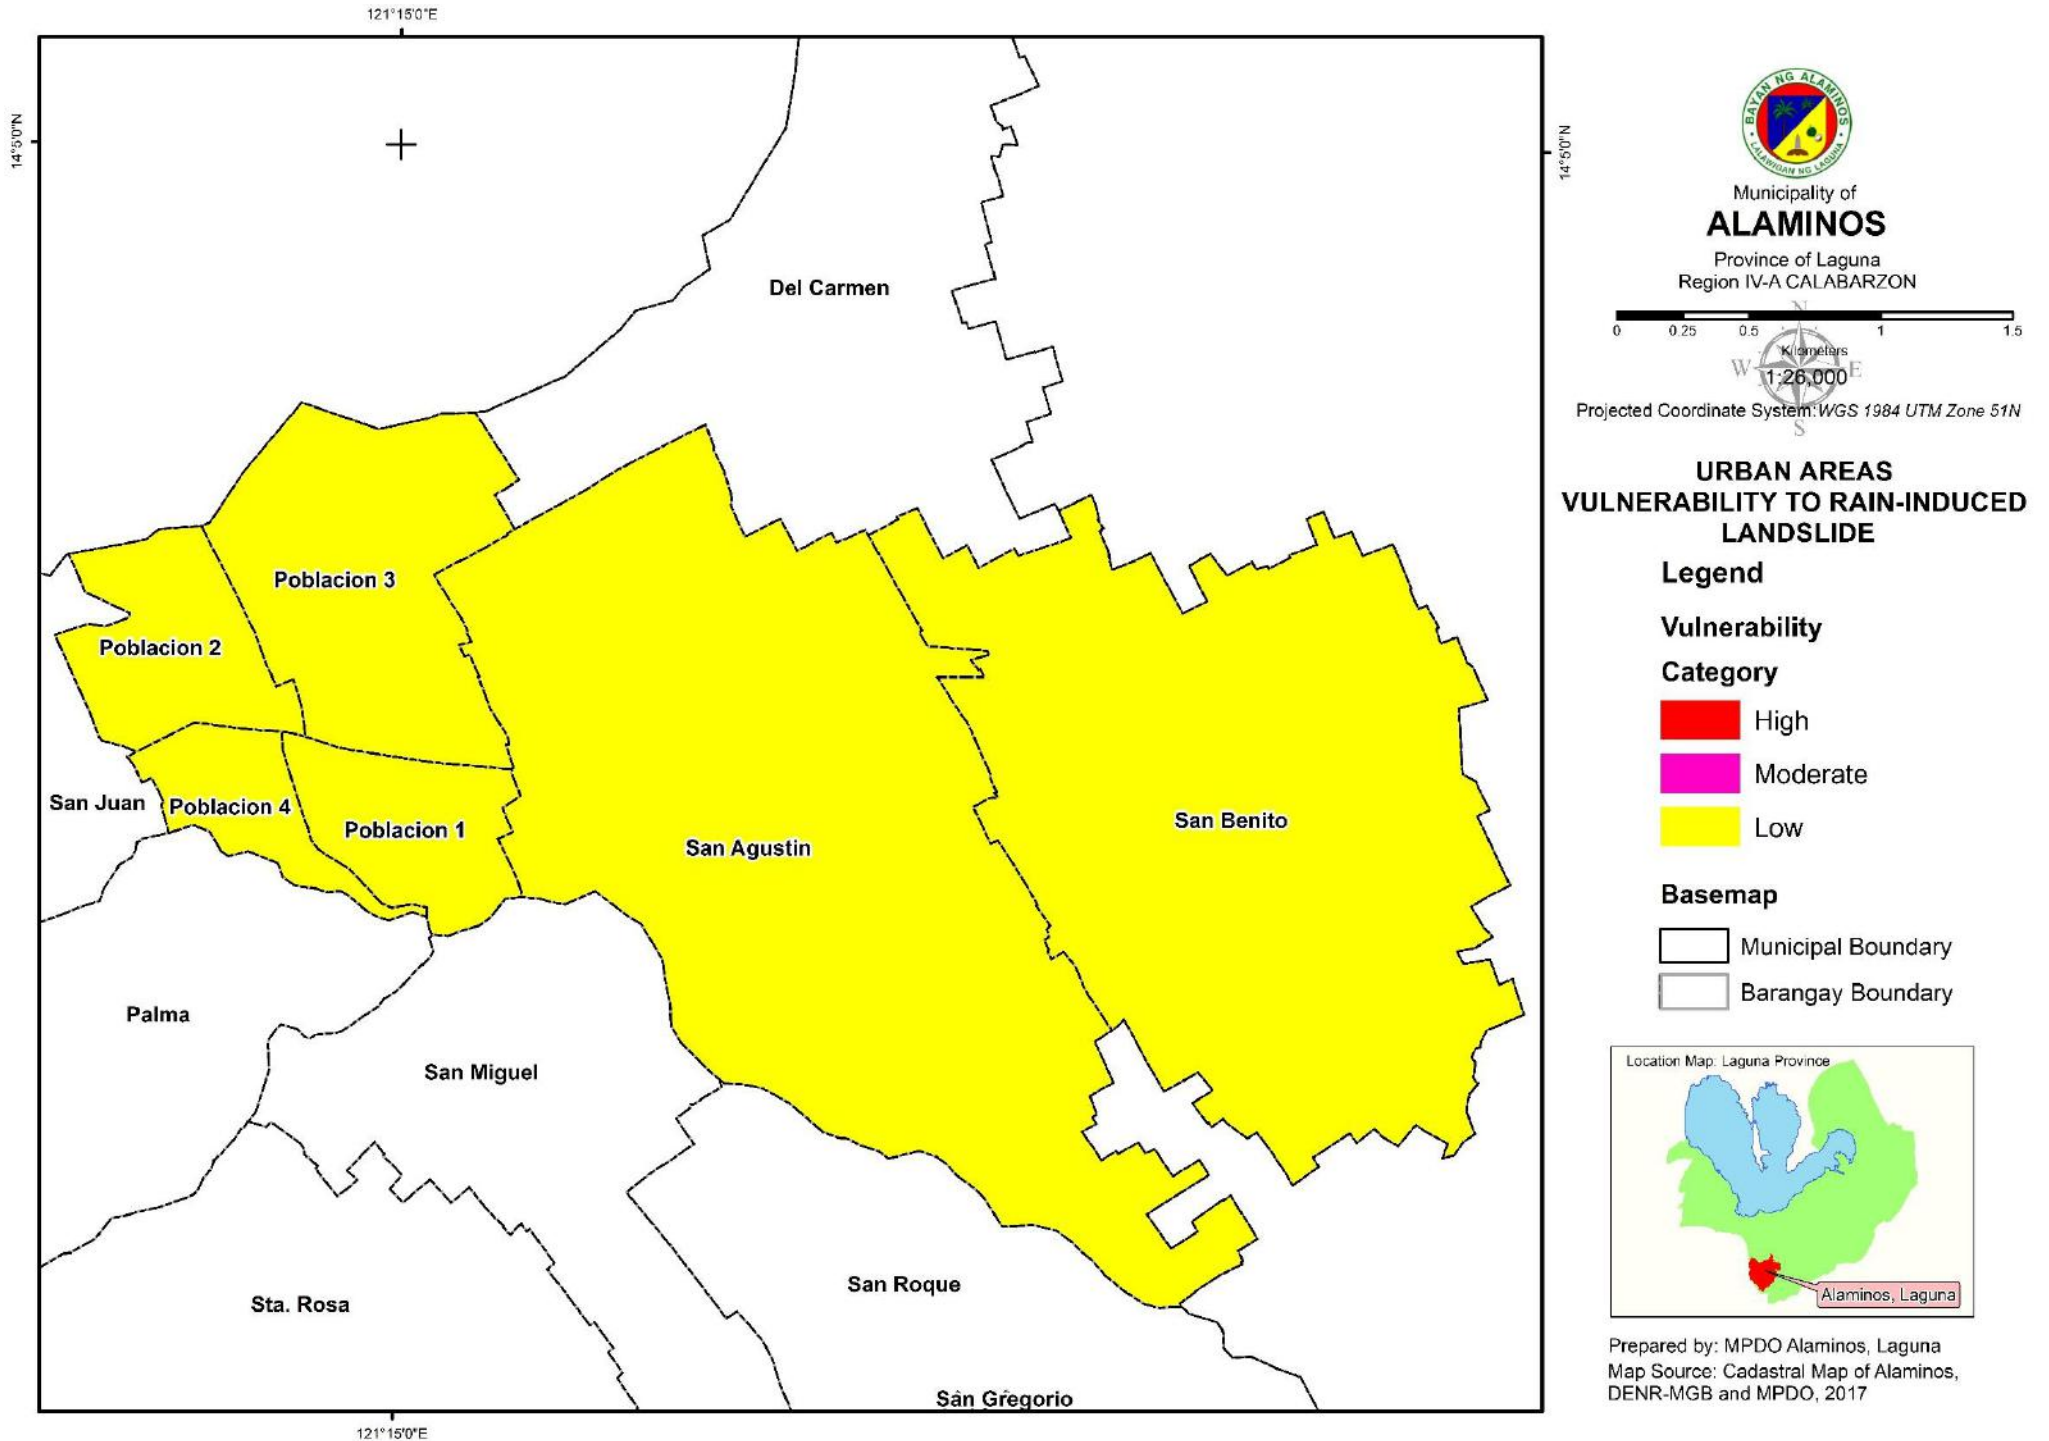 121°15'0"E
14°5'0"N
14°5'0"N
Del Carmen
Poblacion 3
Poblacion 2
San Juan
Poblacion 4
Poblacion 1
San Agustin
San Benito
Palma
San Miguel
San Roque
Sta. Rosa
San Gregorio
121°15'0"E
BAYAN NG ALAMINOS
LALAWIGAN NG LAGUNA
Municipality of
ALAMINOS
Province of Laguna
Region IV-A CALABARZON
N
0 0.25 0.5 1 1.5
Kilometers
W E
1:26,000
Projected Coordinate System: WGS 1984 UTM Zone 51N
S
URBAN AREAS
VULNERABILITY TO RAIN-INDUCED
LANDSLIDE
Legend
Vulnerability
Category
High
Moderate
Low
Basemap
Municipal Boundary
Barangay Boundary
Location Map: Laguna Province
Alaminos, Laguna
Prepared by: MPDO Alaminos, Laguna
Map Source: Cadastral Map of Alaminos,
DENR-MGB and MPDO, 2017